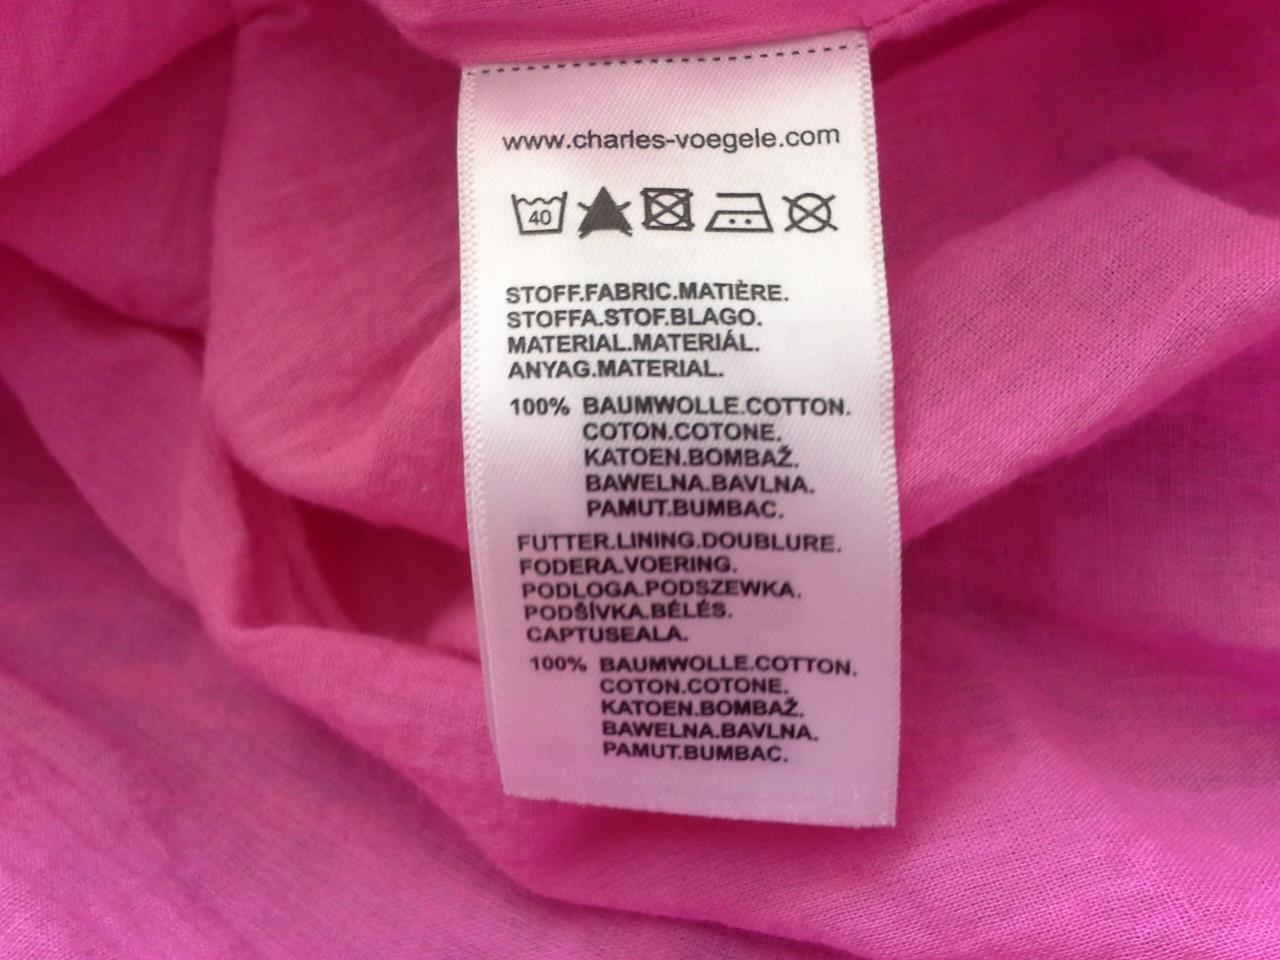 www.charles-voegele.com
40
STOFF.FABRIC.MATIÈRE.
STOFFA.STOF.BLAGO.
MATERIAL.MATERIÁL.
ANYAG.MATERIAL.
100% BAUMWOLLE.COTTON.
COTON.COTONE.
KATOEN.BOMBAŽ.
BAWELNA.BAVLNA.
PAMUT.BUMBAC.
FUTTER.LINING.DOUBLURE.
FODERA.VOERING.
PODLOGA.PODSZEWKA.
PODŠÍVKA.BÉLÉS.
CAPTUSEALA.
100% BAUMWOLLE.COTTON.
COTON.COTONE.
KATOEN.BOMBAŽ.
BAWELNA.BAVLNA.
PAMUT.BUMBAC.